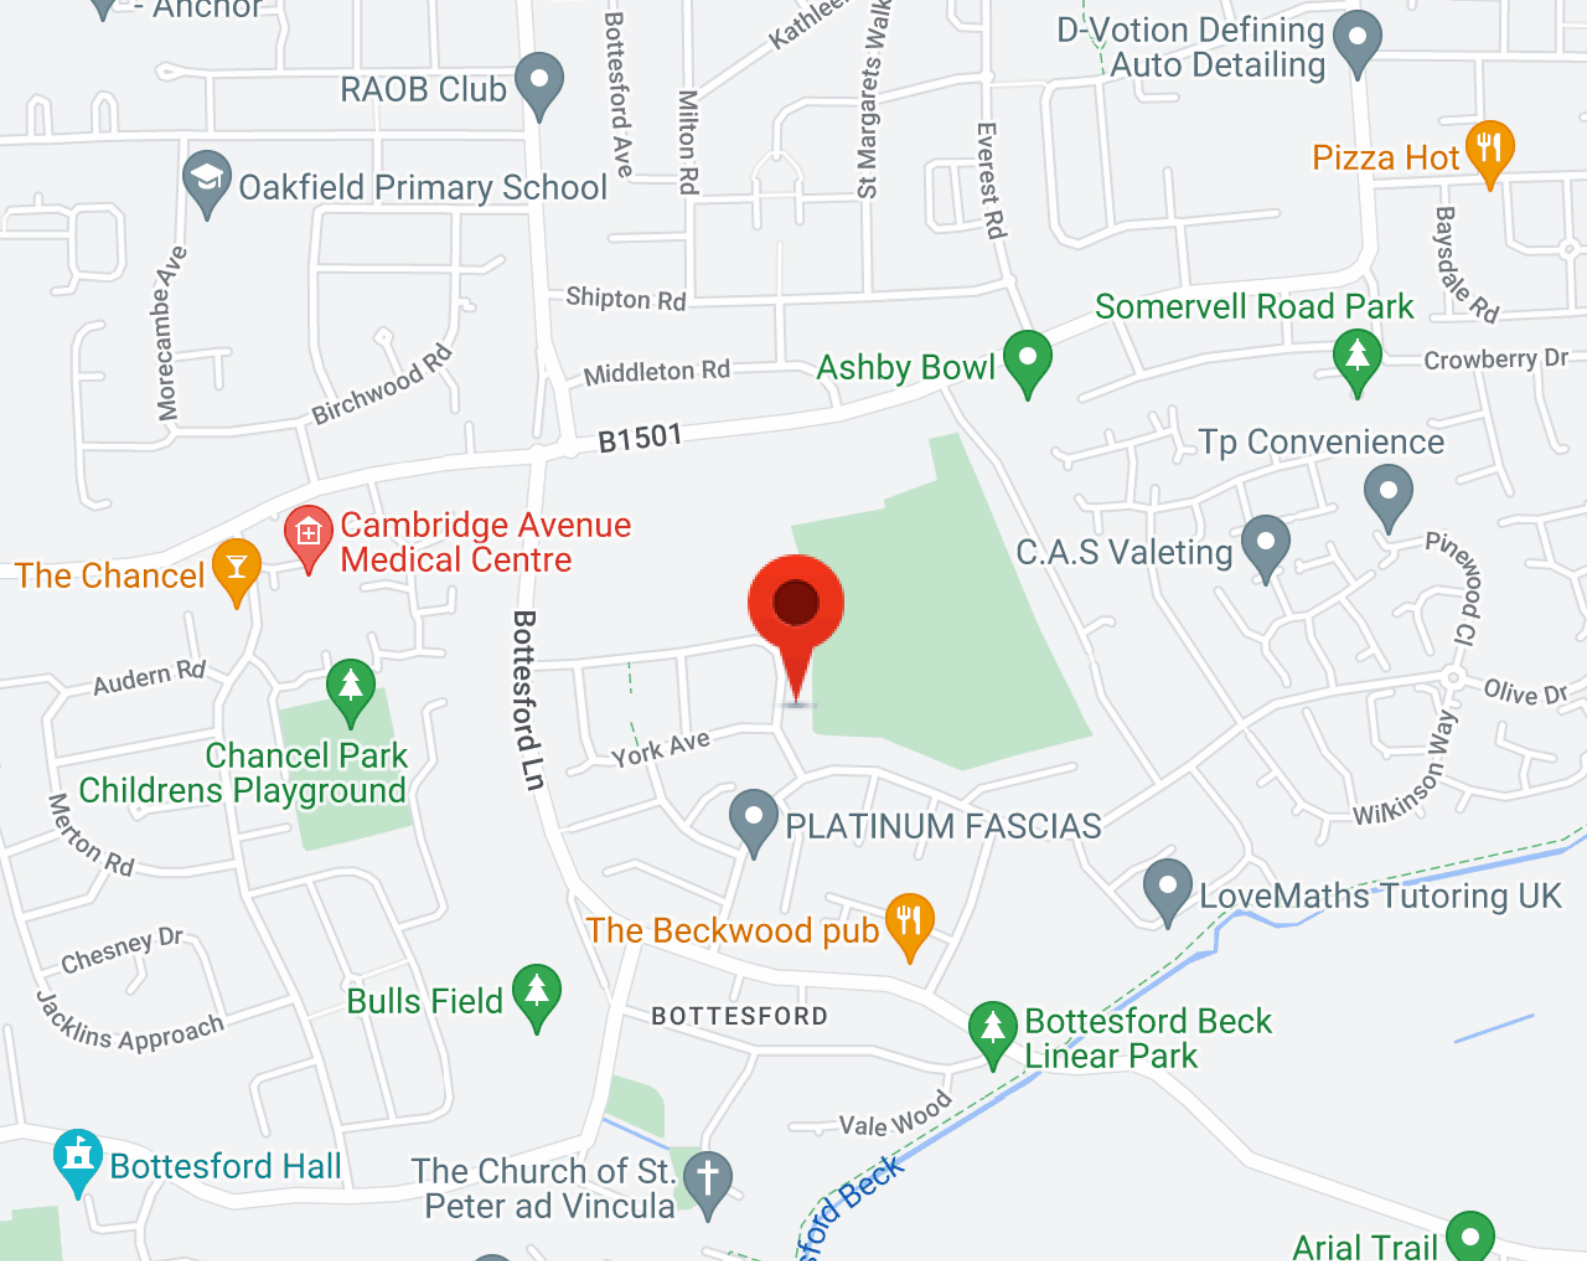 - Anchor
RAOB Club
Bottesford Ave
Milton Rd
Kathleen
St Margarets Walk
Everest Rd
D-Votion Defining
Auto Detailing
Pizza Hot
Oakfield Primary School
Morecambe Ave
Baysdale Rd
Shipton Rd
Somervell Road Park
Birchwood Rd
Middleton Rd
Ashby Bowl
Crowberry Dr
B1501
Tp Convenience
Cambridge Avenue
Medical Centre
The Chancel
C.A.S Valeting
Pinewood Cl
Bottesford Ln
Audern Rd
Olive Dr
York Ave
Chancel Park
Childrens Playground
Wilkinson Way
Merton Rd
PLATINUM FASCIAS
LoveMaths Tutoring UK
The Beckwood pub
Chesney Dr
Bulls Field
BOTTESFORD
Jacklins Approach
Bottesford Beck
Linear Park
Vale Wood
Bottesford Hall
The Church of St.
Peter ad Vincula
sford Beck
Arial Trail